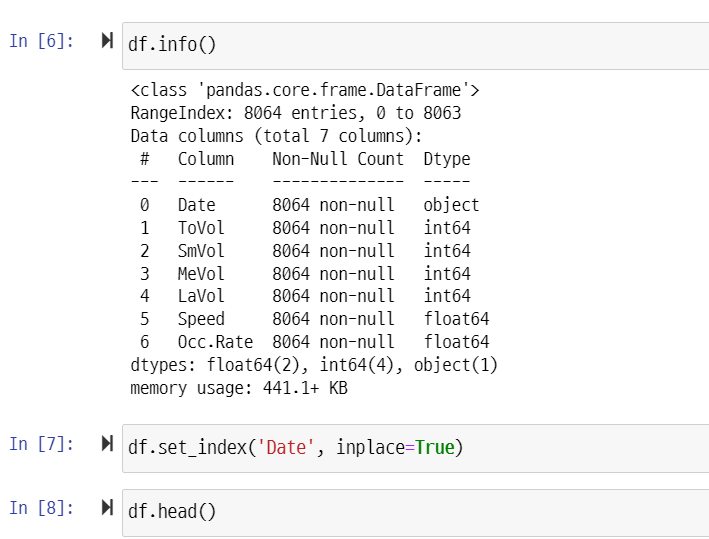 In [6]: df.info()
<class 'pandas.core.frame.DataFrame'>
RangeIndex: 8064 entries, 0 to 8063
Data columns (total 7 columns):
 #   Column    Non-Null Count  Dtype
---  ------    --------------  -----
 0   Date      8064 non-null   object
 1   ToVol     8064 non-null   int64
 2   SmVol     8064 non-null   int64
 3   MeVol     8064 non-null   int64
 4   LaVol     8064 non-null   int64
 5   Speed     8064 non-null   float64
 6   Occ.Rate  8064 non-null   float64
dtypes: float64(2), int64(4), object(1)
memory usage: 441.1+ KB
In [7]: df.set_index('Date', inplace=True)
In [8]: df.head()